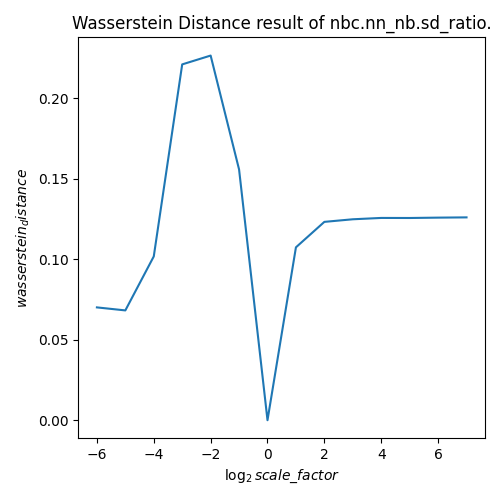 Wasserstein Distance result of nbc.nn_nb.sd_ratio.
0.20
0.15
0.10
0.05
0.00
wasserstein_distance
−6 −4 −2 0 2 4 6
log₂ scale_factor